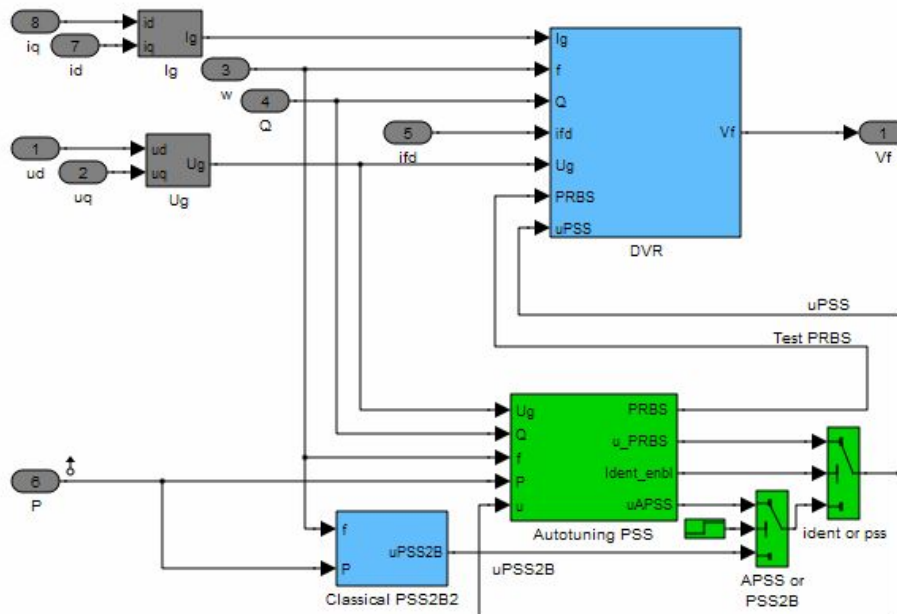 8
iq
7
id
id
iq
Ig
Ig
3
w
4
Q
5
ifd
1
ud
2
uq
ud
uq
Ug
Ug
Ig
f
Q
ifd
Ug
PRBS
uPSS
Vf
DVR
1
Vf
uPSS
Test PRBS
6
P
Ug
Q
f
P
u
PRBS
u_PRBS
Ident_enbl
uAPSS
Autotuning PSS
f
P
uPSS2B
Classical PSS2B2
uPSS2B
APSS or
PSS2B
ident or pss